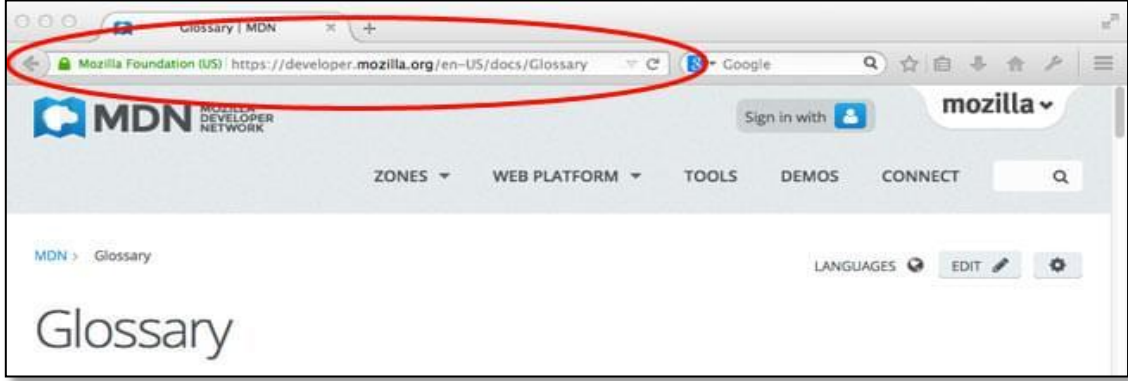 Glossary | MDN × +
Mozilla Foundation (US) https://developer.mozilla.org/en-US/docs/Glossary Google
MDN MOZILLA DEVELOPER NETWORK
Sign in with
mozilla
ZONES WEB PLATFORM TOOLS DEMOS CONNECT
MDN > Glossary
LANGUAGES EDIT
Glossary